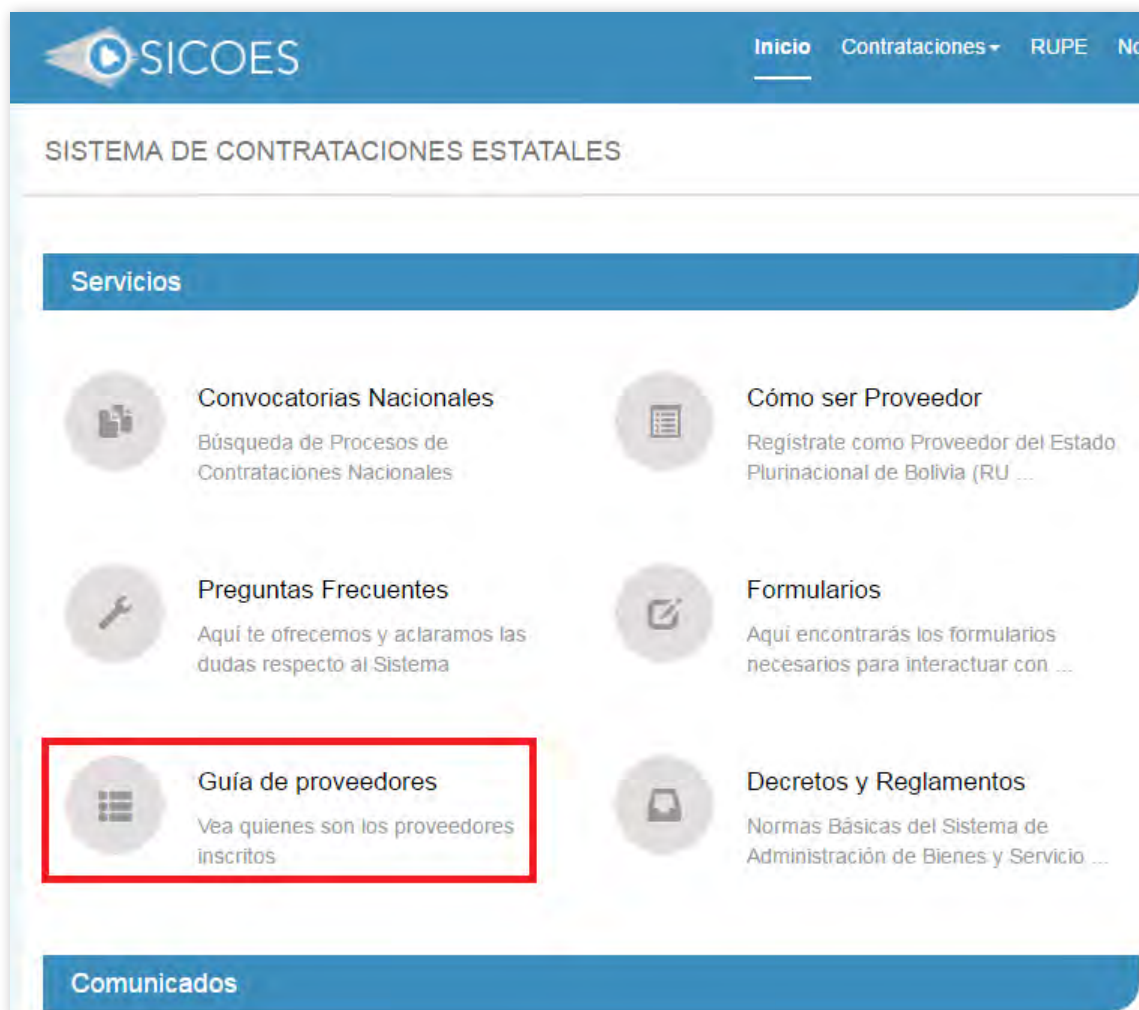 SICOES
Inicio Contrataciones RUPE
SISTEMA DE CONTRATACIONES ESTATALES
Servicios
Convocatorias Nacionales
Búsqueda de Procesos de
Contrataciones Nacionales
Cómo ser Proveedor
Regístrate como Proveedor del Estado
Plurinacional de Bolivia (RU ...
Preguntas Frecuentes
Aquí te ofrecemos y aclaramos las
dudas respecto al Sistema
Formularios
Aquí encontrarás los formularios
necesarios para interactuar con ...
Guía de proveedores
Vea quienes son los proveedores
inscritos
Decretos y Reglamentos
Normas Básicas del Sistema de
Administración de Bienes y Servicio ...
Comunicados